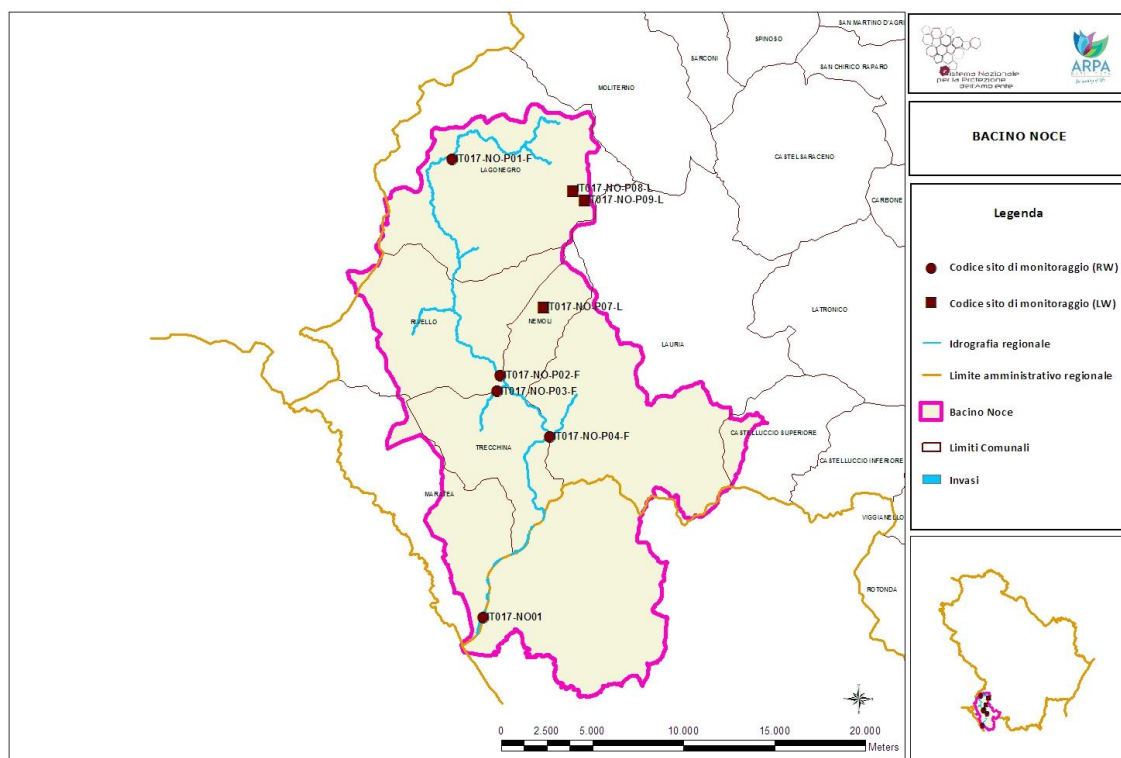 SAN MARTINO D'AGRI
SPINOSO
SARCONI
SAN CHIRICO RAPARO
MOLITERNO
CASTELSARACENO
CARBONE
IT017-NO-P01-F
LAGONEGRO
IT017-NO-P08-L
IT017-NO-P09-L
LATRONICO
IT017-NO-P07-L
RIVELLO
NEMOLI
LAURIA
IT017-NO-P02-F
IT017-NO-P03-F
IT017-NO-P04-F
TRECCHINA
CASTELLUCCIO SUPERIORE
CASTELLUCCIO INFERIORE
MARATEA
VIGGIANELLO
ROTONDA
IT017-NO01
0 2.500 5.000 10.000 15.000 20.000
Meters
Sistema Nazionale
per la Protezione
dell'Ambiente
ARPA
BACINO NOCE
Legenda
Codice sito di monitoraggio (RW)
Codice sito di monitoraggio (LW)
Idrografia regionale
Limite amministrativo regionale
Bacino Noce
Limiti Comunali
Invasi